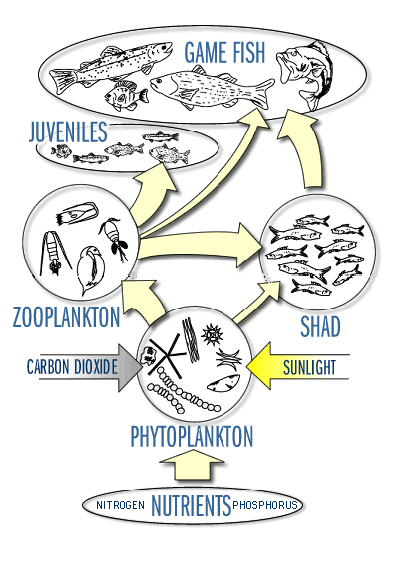 GAME FISH
JUVENILES
ZOOPLANKTON
SHAD
CARBON DIOXIDE
SUNLIGHT
PHYTOPLANKTON
NITROGEN NUTRIENTS PHOSPHORUS